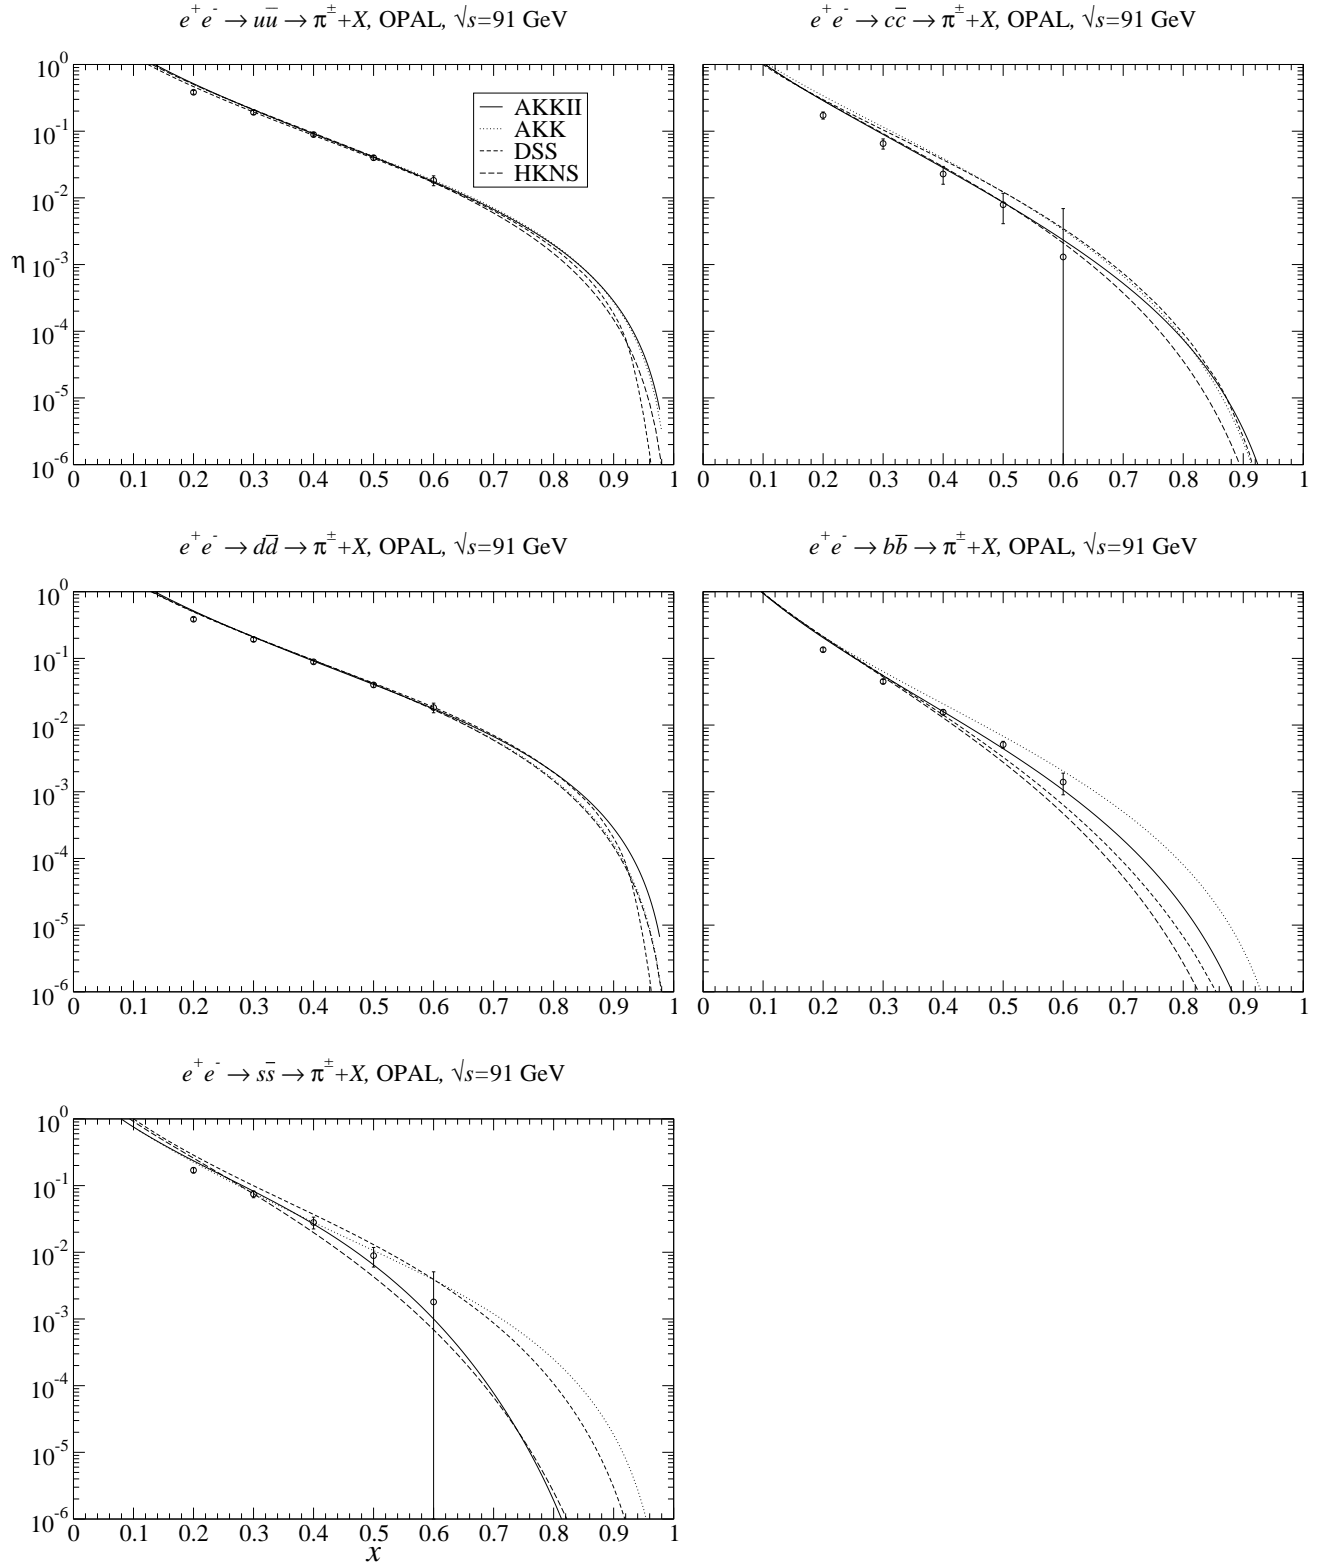 e⁺e⁻ → uū → π±+X, OPAL, √s=91 GeV
10⁰
10⁻¹
10⁻²
10⁻³
10⁻⁴
10⁻⁵
10⁻⁶
η
AKKII
AKK
DSS
HKNS
0 0.1 0.2 0.3 0.4 0.5 0.6 0.7 0.8 0.9 1
e⁺e⁻ → cc̄ → π±+X, OPAL, √s=91 GeV
0 0.1 0.2 0.3 0.4 0.5 0.6 0.7 0.8 0.9 1
e⁺e⁻ → dd̄ → π±+X, OPAL, √s=91 GeV
10⁰
10⁻¹
10⁻²
10⁻³
10⁻⁴
10⁻⁵
10⁻⁶
0 0.1 0.2 0.3 0.4 0.5 0.6 0.7 0.8 0.9 1
e⁺e⁻ → bb̄ → π±+X, OPAL, √s=91 GeV
0 0.1 0.2 0.3 0.4 0.5 0.6 0.7 0.8 0.9 1
e⁺e⁻ → ss̄ → π±+X, OPAL, √s=91 GeV
10⁰
10⁻¹
10⁻²
10⁻³
10⁻⁴
10⁻⁵
10⁻⁶
0 0.1 0.2 0.3 0.4 0.5 0.6 0.7 0.8 0.9 1
x